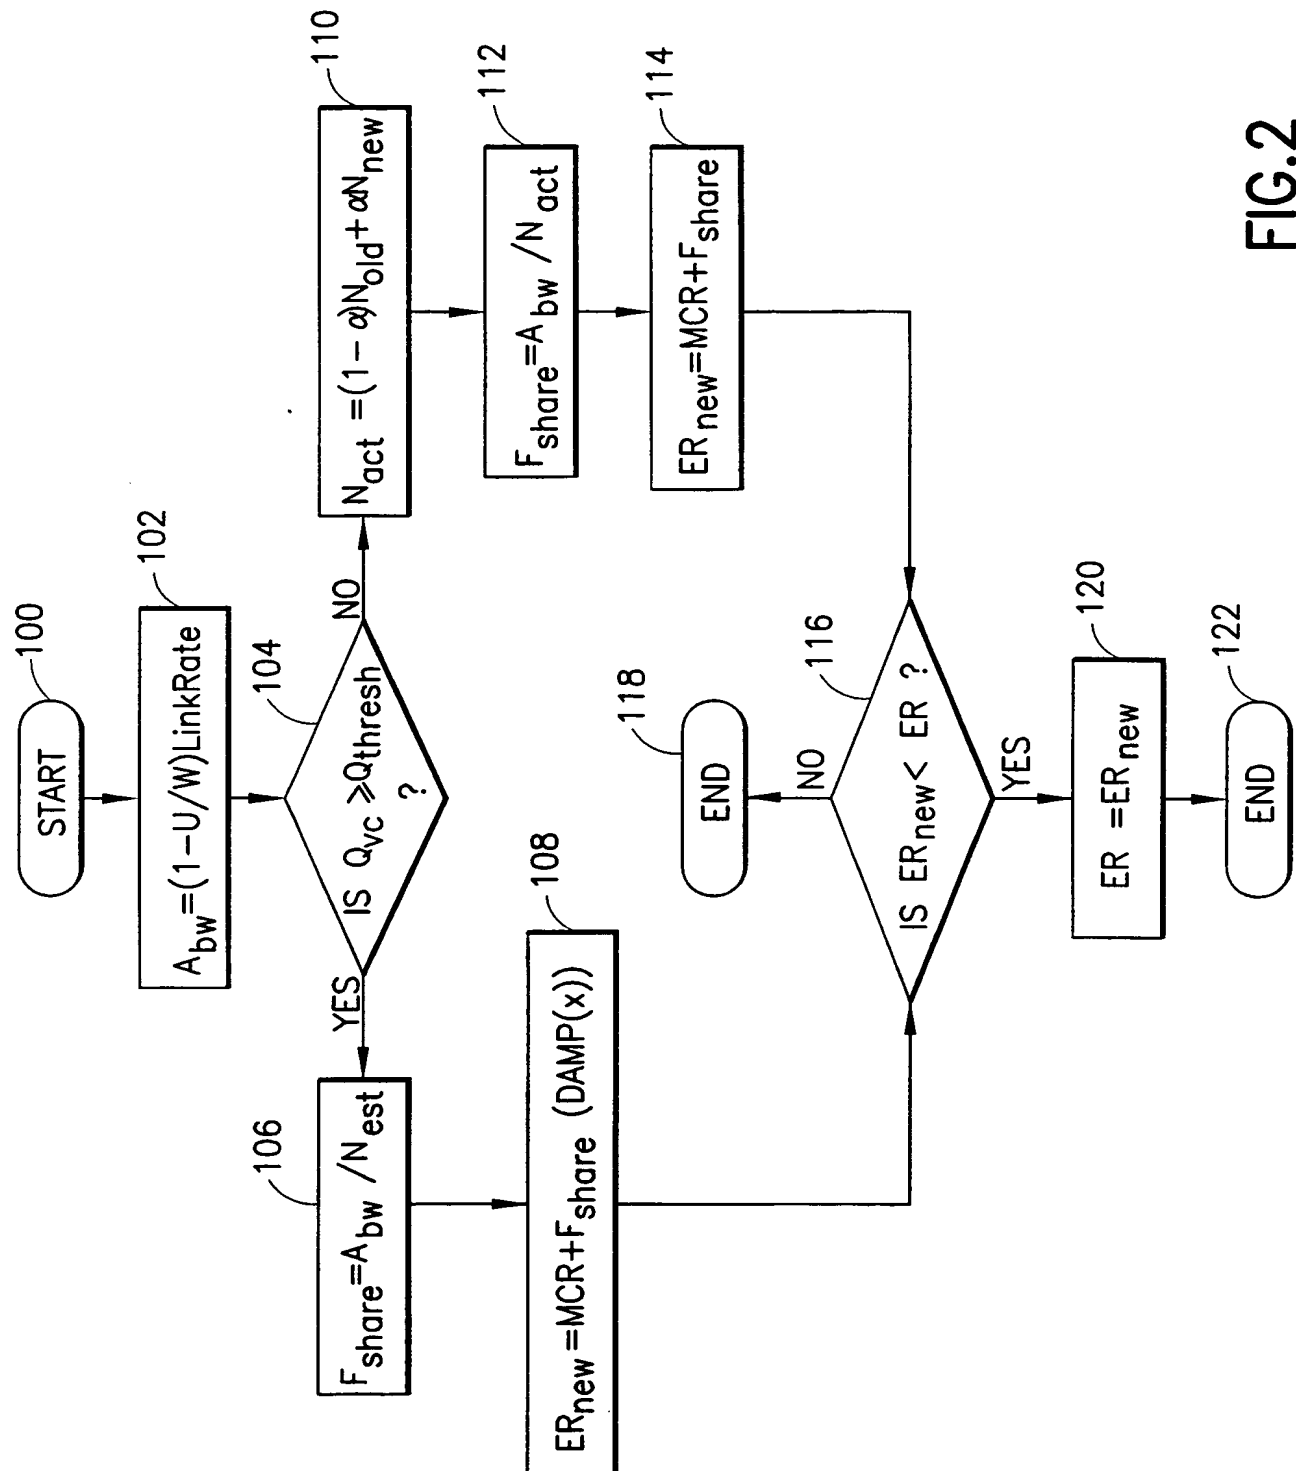 START
100
A_bw=(1-U/W)LinkRate
102
IS Q_vc ⩾Q_thresh
?
104
YES
NO
F_share=A_bw /N_est
106
ER_new=MCR+F_share (DAMP(x))
108
N_act =(1-α)N_old+αN_new
110
F_share=A_bw /N_act
112
ER_new=MCR+F_share
114
IS ER_new< ER ?
116
NO
END
118
YES
ER =ER_new
120
END
122
FIG.2